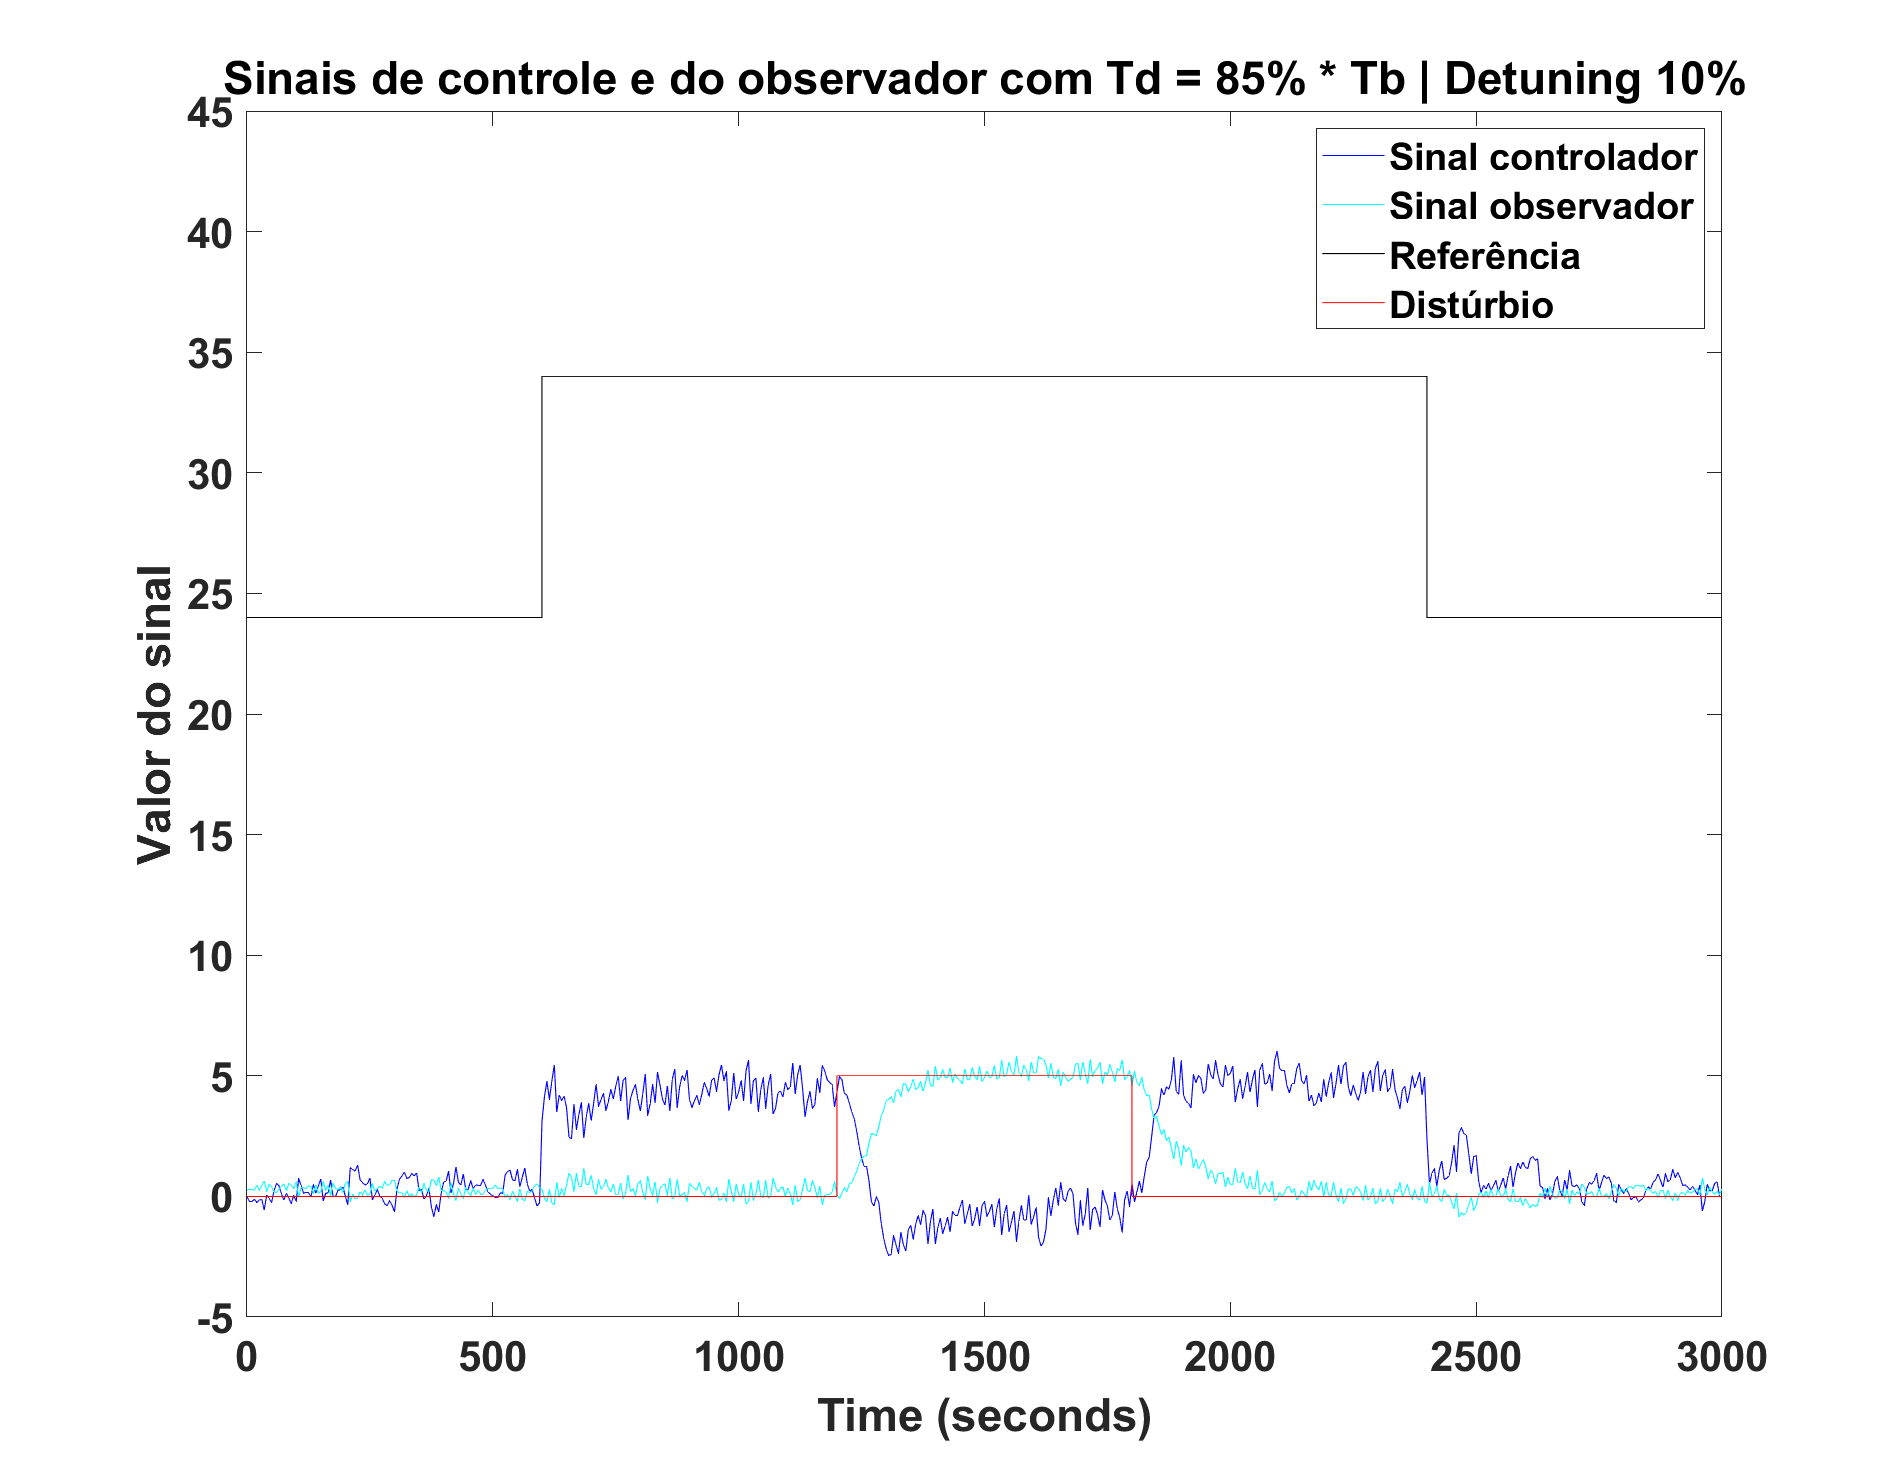 Sinais de controle e do observador com Td = 85% * Tb | Detuning 10%
45
40
35
30
25
20
15
10
5
0
-5
Valor do sinal
Sinal controlador
Sinal observador
Referência
Distúrbio
0 500 1000 1500 2000 2500 3000
Time (seconds)